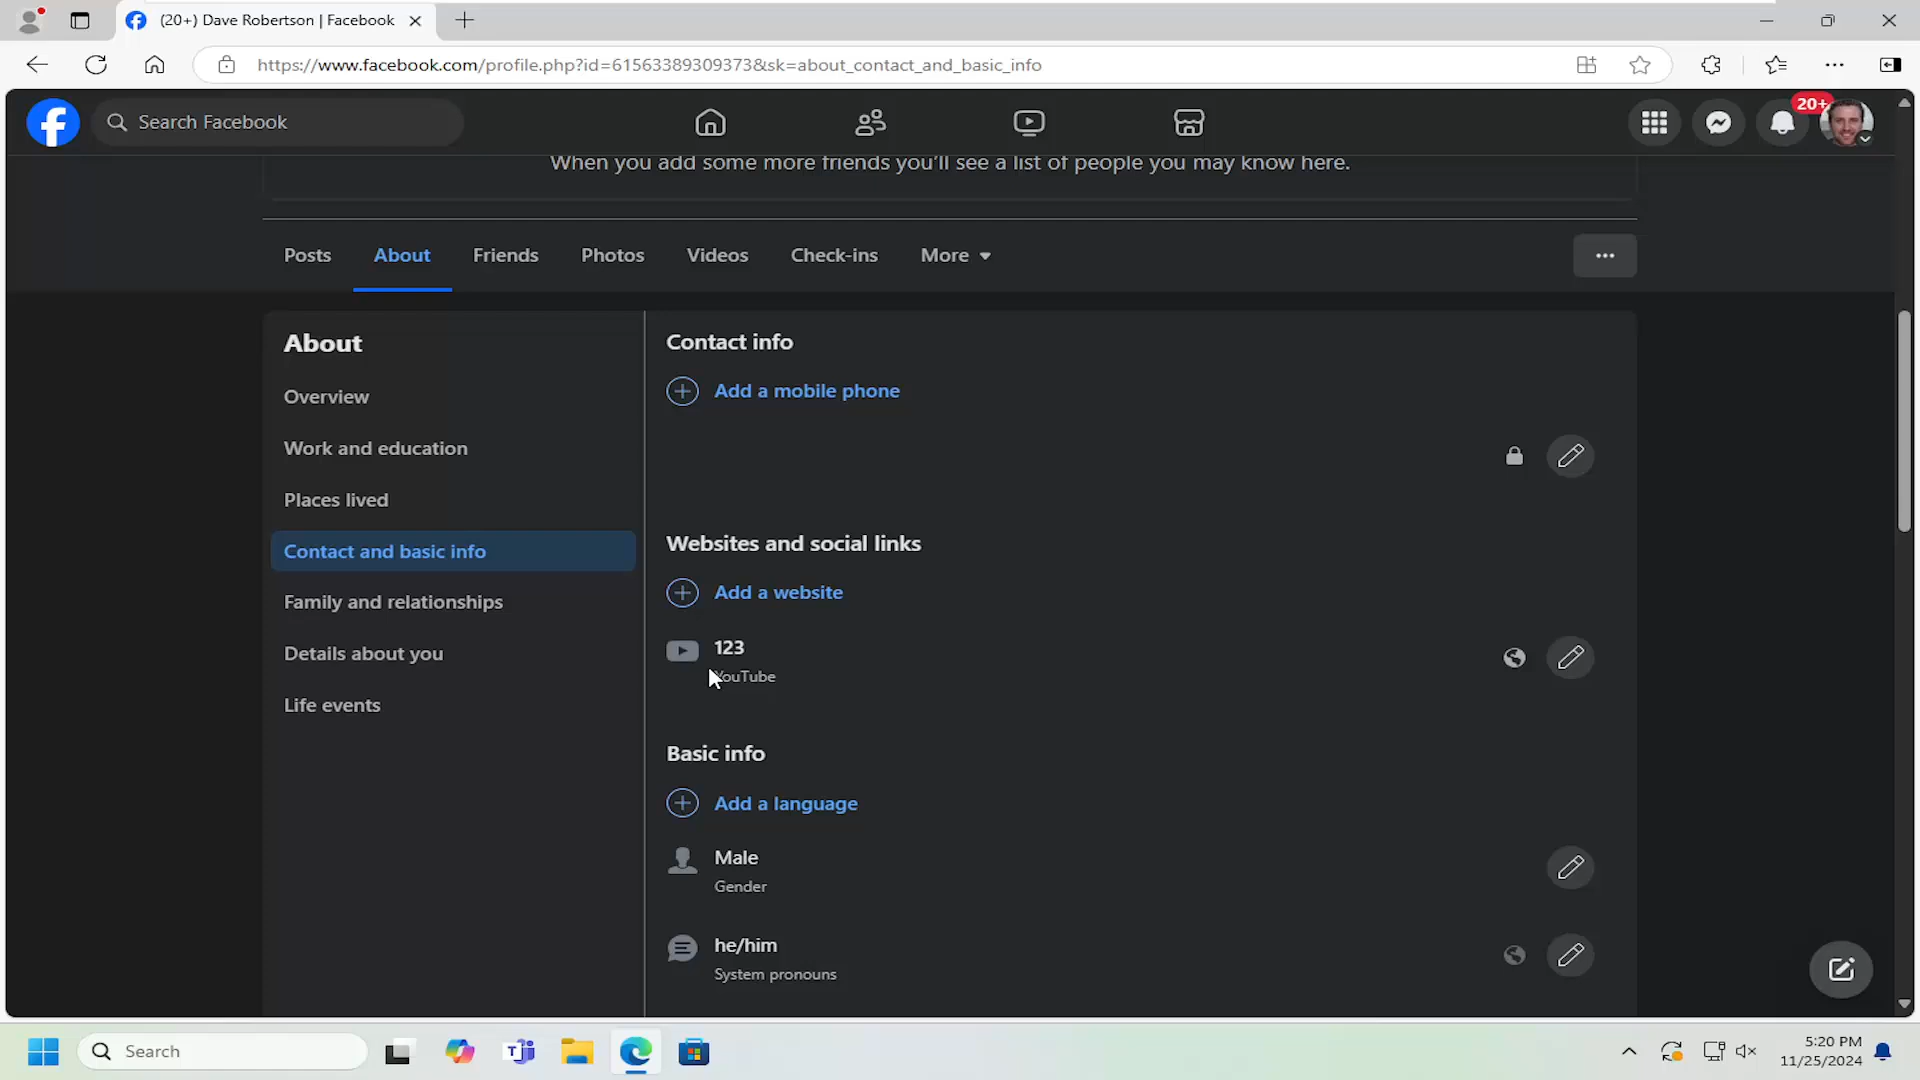 (20+) Dave Robertson | Facebook
https://www.facebook.com/profile.php?id=61563389309373&sk=about_contact_and_basic_info
Search Facebook
20+
When you add some more friends you'll see a list of people you may know here.
Posts About Friends Photos Videos Check-ins More
About
Overview
Work and education
Places lived
Contact and basic info
Family and relationships
Details about you
Life events
Contact info
Add a mobile phone
Websites and social links
Add a website
123
YouTube
Basic info
Add a language
Male
Gender
he/him
System pronouns
Search
5:20 PM
11/25/2024